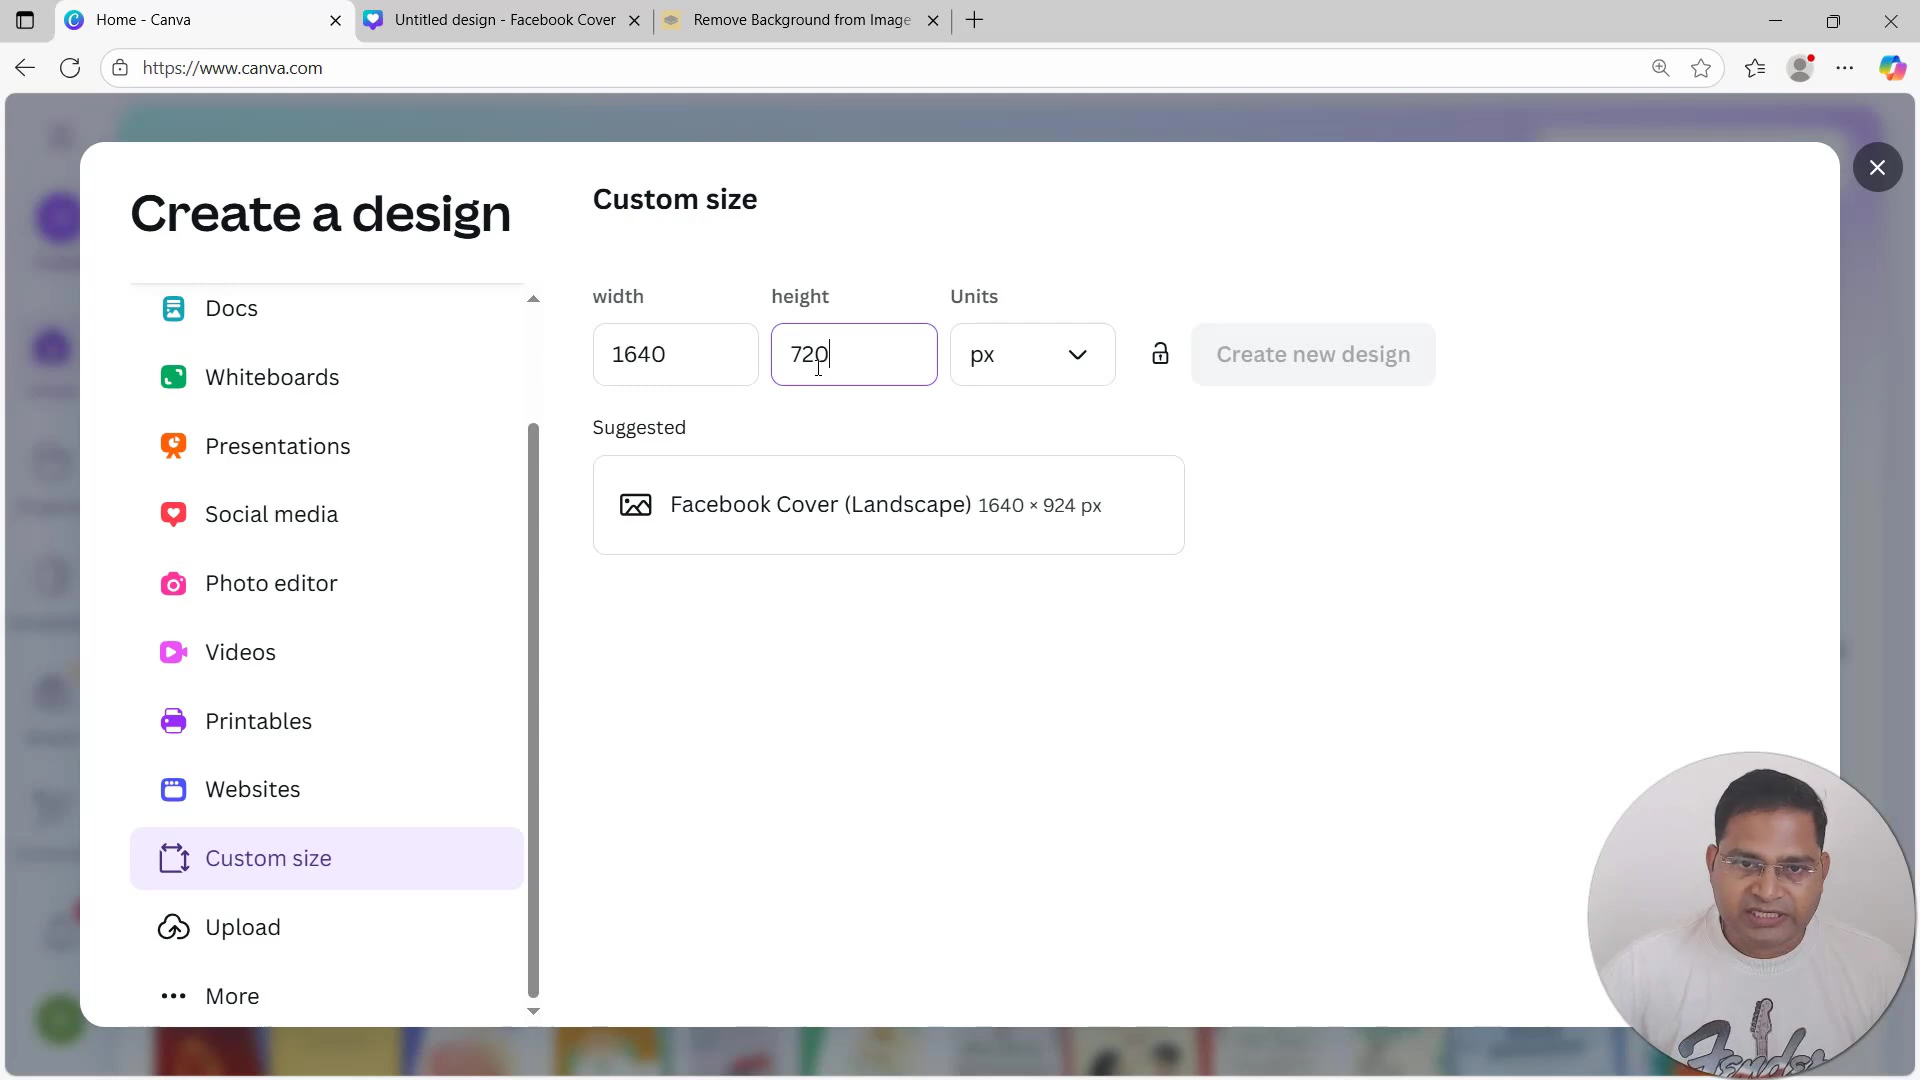 Home - Canva
Untitled design - Facebook Cover
Remove Background from Image
https://www.canva.com
Create a design
Docs
Whiteboards
Presentations
Social media
Photo editor
Videos
Printables
Websites
Custom size
Upload
More
Custom size
width
height
Units
1640
720
px
Create new design
Suggested
Facebook Cover (Landscape) 1640 × 924 px
Fender